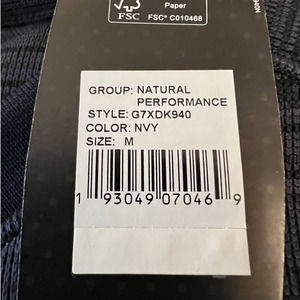 Paper
FSC
FSC® C010468
GROUP: NATURAL
PERFORMANCE
STYLE: G7XDK940
COLOR: NVY
SIZE: M
1 93049 07046 9